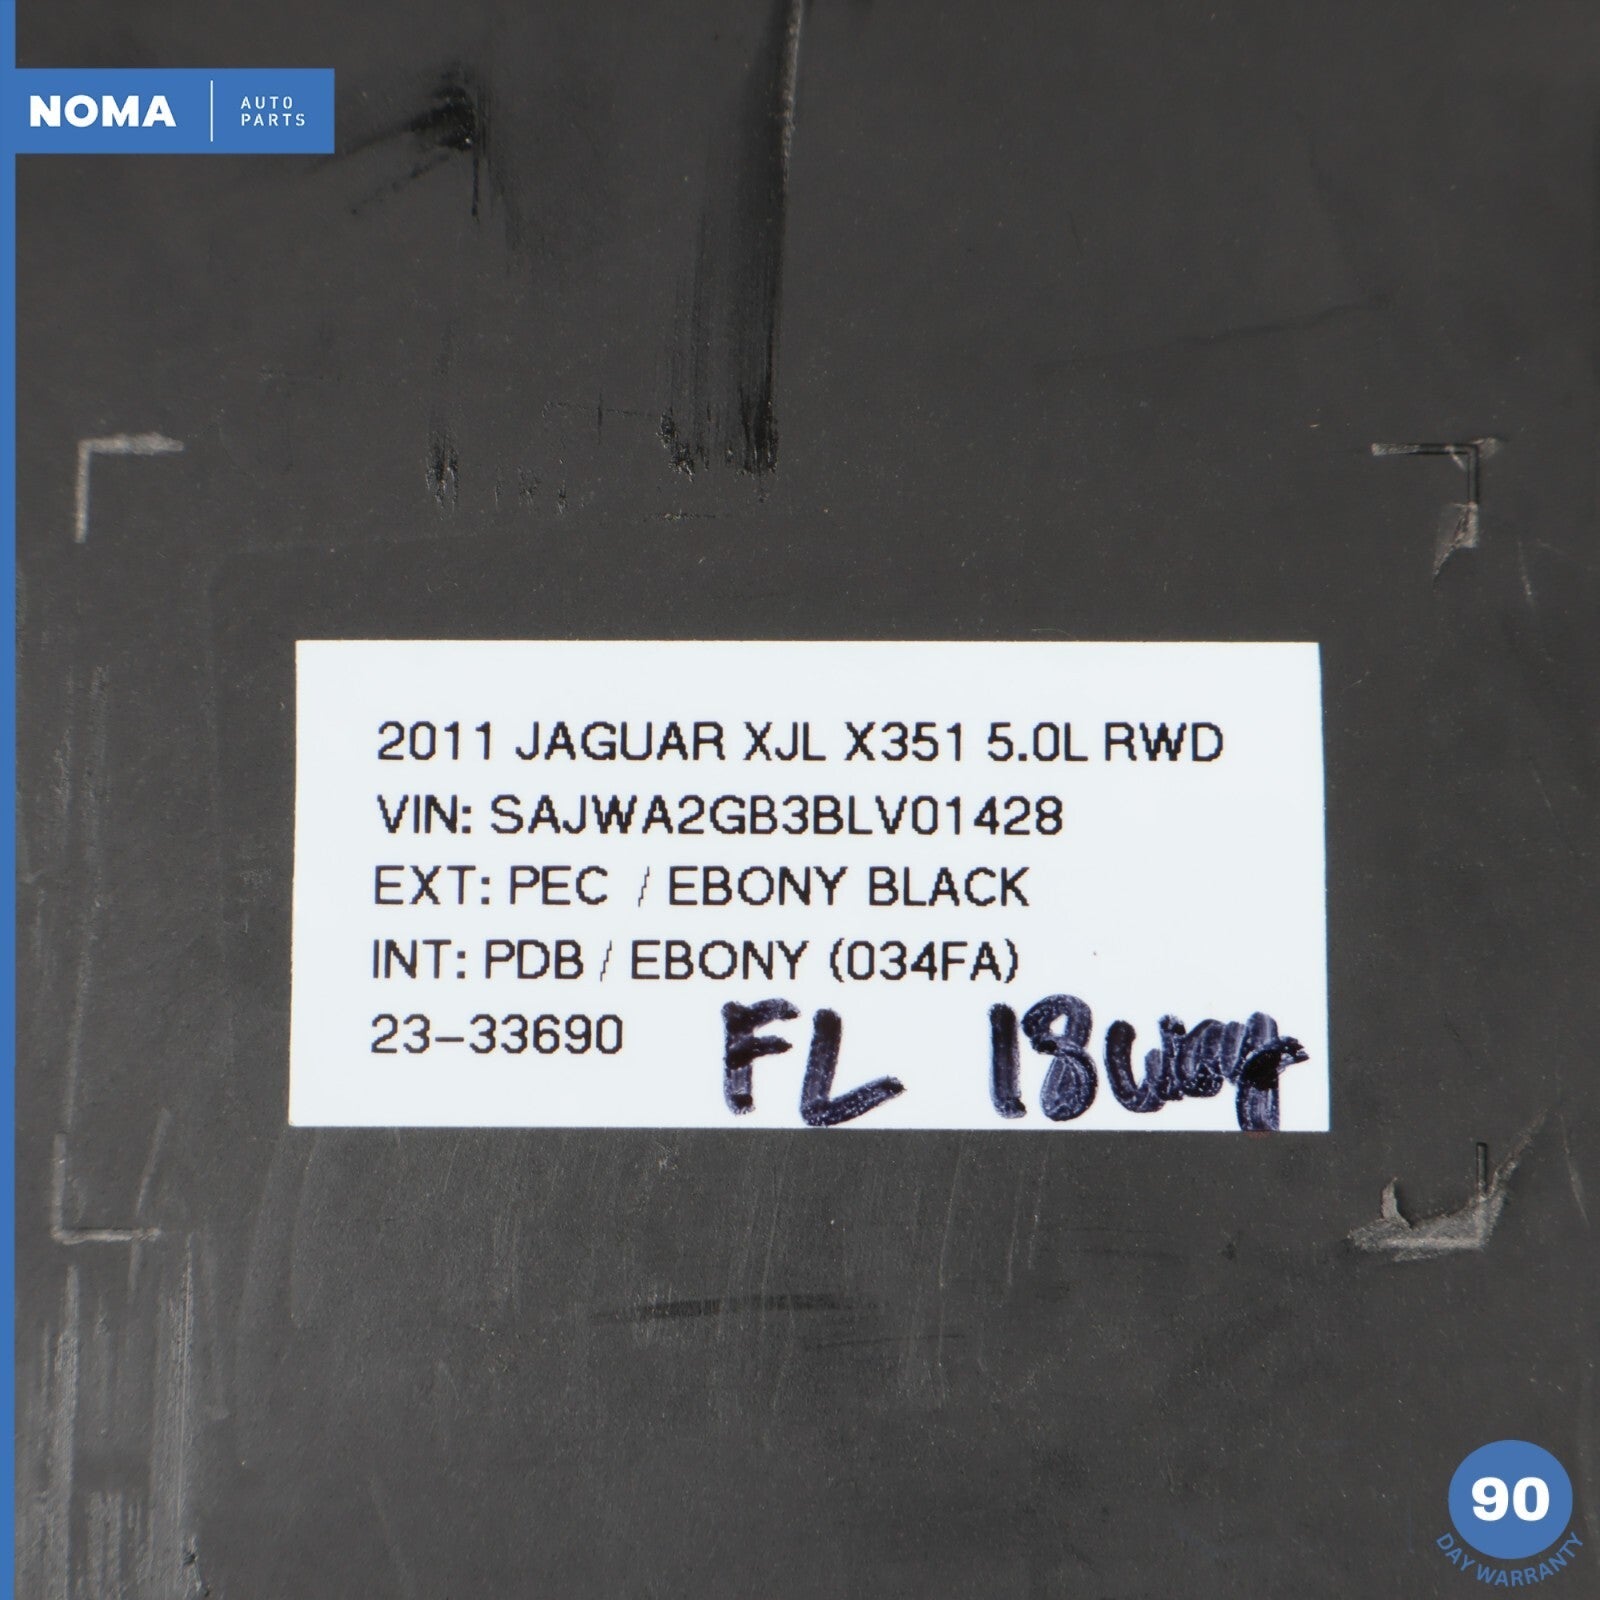 NOMA
AUTO
PARTS
2011 JAGUAR XJL X351 5.0L RWD
VIN: SAJWA2GB3BLV01428
EXT: PEC / EBONY BLACK
INT: PDB / EBONY (034FA)
23-33690 FL 18way
90
DAY WARRANTY